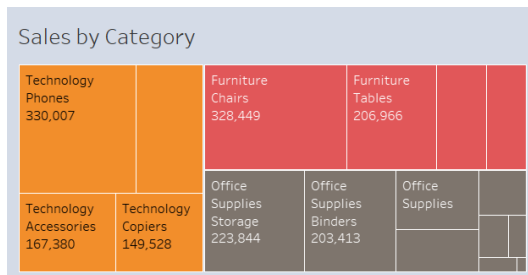 Sales by Category
Technology
Phones
330,007
Furniture
Chairs
328,449
Furniture
Tables
206,966
Technology
Accessories
167,380
Technology
Copiers
149,528
Office
Supplies
Storage
223,844
Office
Supplies
Binders
203,413
Office
Supplies